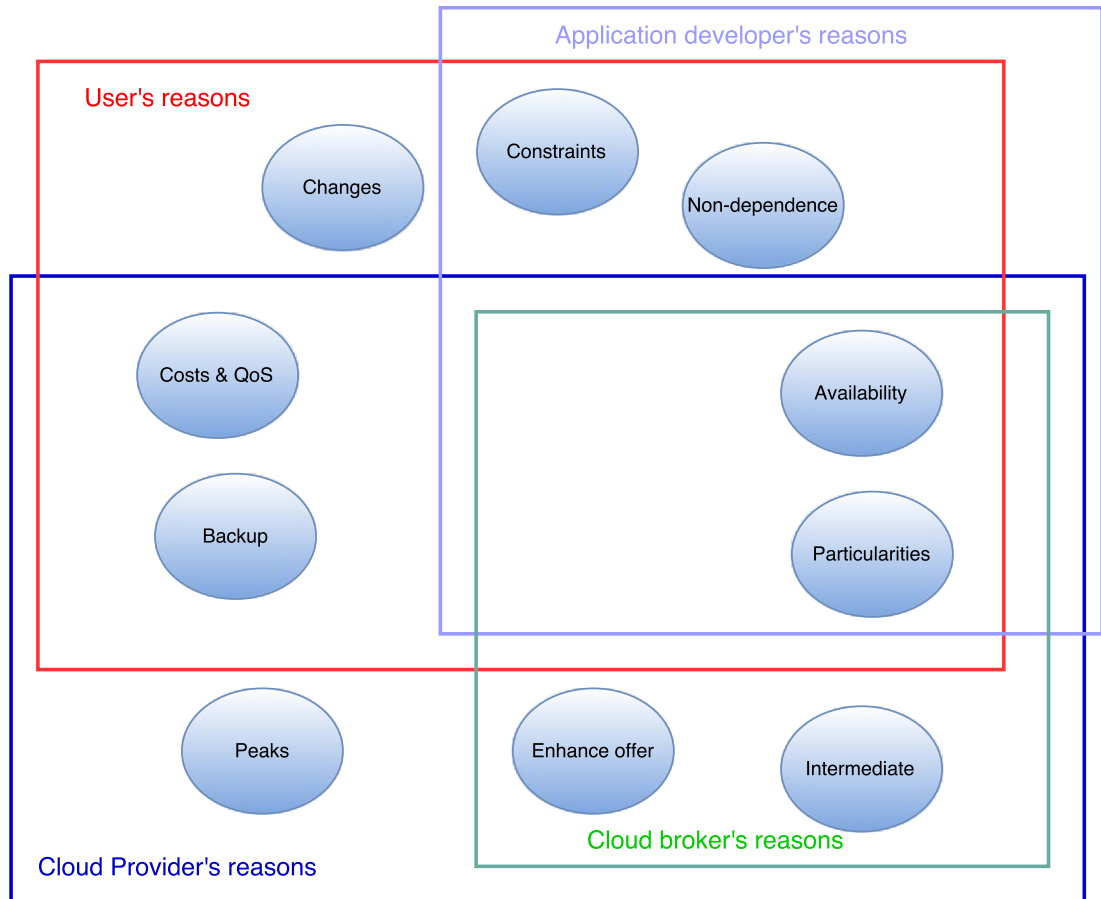 Application developer's reasons
User's reasons
Constraints
Changes
Non-dependence
Costs & QoS
Availability
Backup
Particularities
Peaks
Enhance offer
Intermediate
Cloud broker's reasons
Cloud Provider's reasons